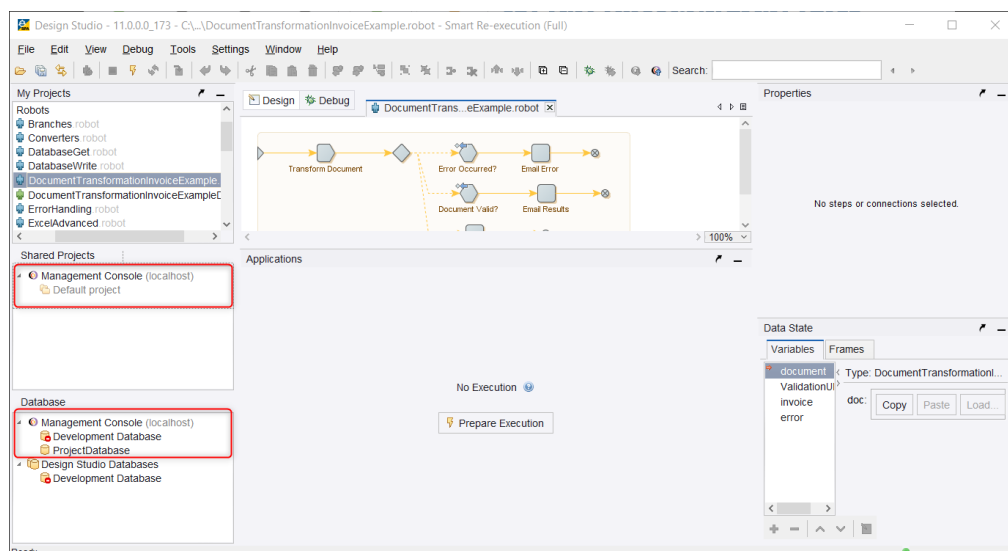 Design Studio - 11.0.0.0_173 - C:\...\DocumentTransformationInvoiceExample.robot - Smart Re-execution (Full)
File Edit View Debug Tools Settings Window Help
Search:
My Projects
Robots
Branches robot
Converters robot
DatabaseGet robot
DatabaseWrite robot
DocumentTransformationInvoiceExample.
DocumentTransformationInvoiceExampleD
ErrorHandling robot
ExcelAdvanced robot
Shared Projects
Management Console (localhost)
Default project
Database
Management Console (localhost)
Development Database
ProjectDatabase
Design Studio Databases
Development Database
Design Debug
DocumentTrans...eExample.robot
Transform Document
Error Occurred?
Email Error
Document Valid?
Email Results
100%
Applications
No Execution
Prepare Execution
Properties
No steps or connections selected.
Data State
Variables Frames
document
ValidationU
invoice
error
Type: DocumentTransformationI...
doc: Copy Paste Load...